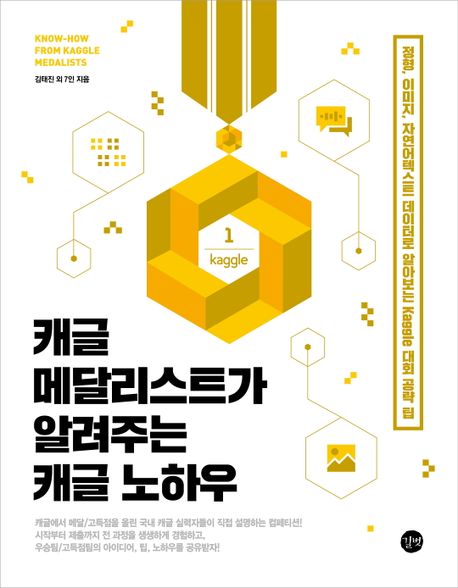 KNOW-HOW
FROM KAGGLE
MEDALISTS
김태진 외 7인 지음
정형, 이미지, 자연어텍스트 데이터로 알아보는 Kaggle 대회 공략 팁
1
kaggle
캐글
메달리스트가
알려주는
캐글 노하우
캐글에서 메달/고득점을 올린 국내 캐글 실력자들이 직접 설명하는 컴페티션!
시작부터 제출까지 전 과정을 생생하게 경험하고,
우승팀/고득점팀의 아이디어, 팁, 노하우를 공유받자!
길벗